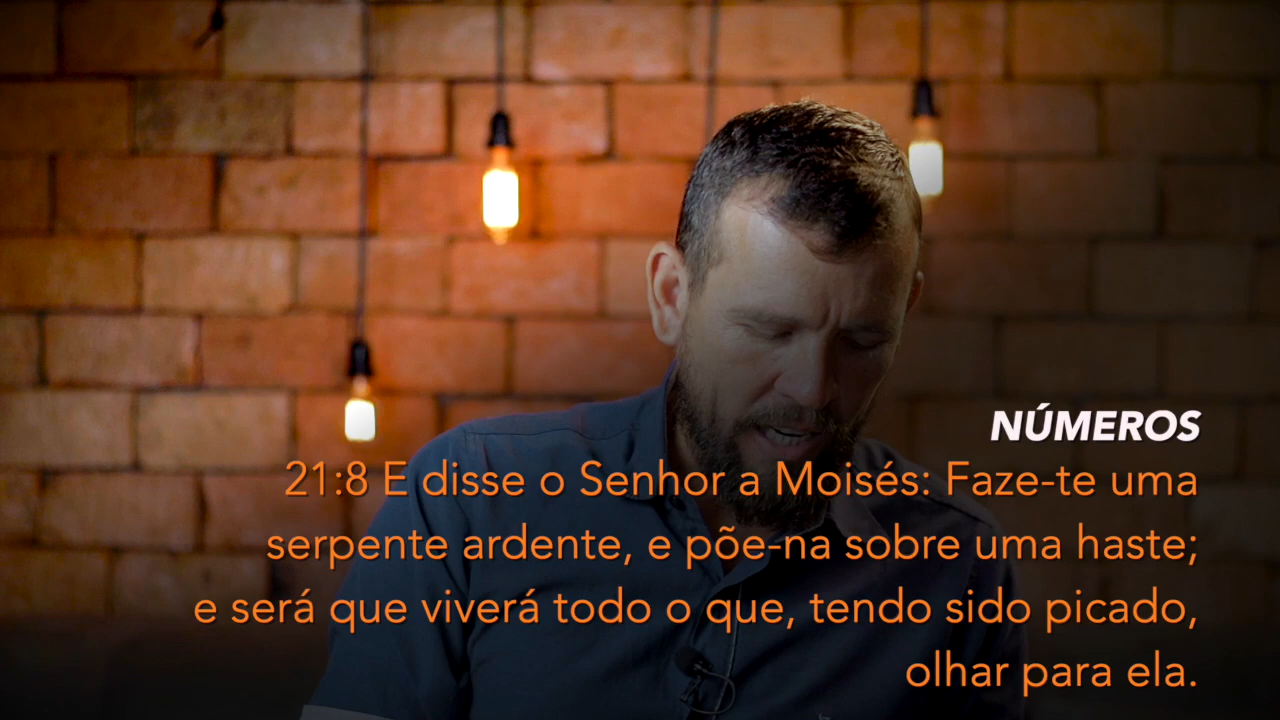 NÚMEROS
21:8 E disse o Senhor a Moisés: Faze-te uma
serpente ardente, e põe-na sobre uma haste;
e será que viverá todo o que, tendo sido picado,
olhar para ela.